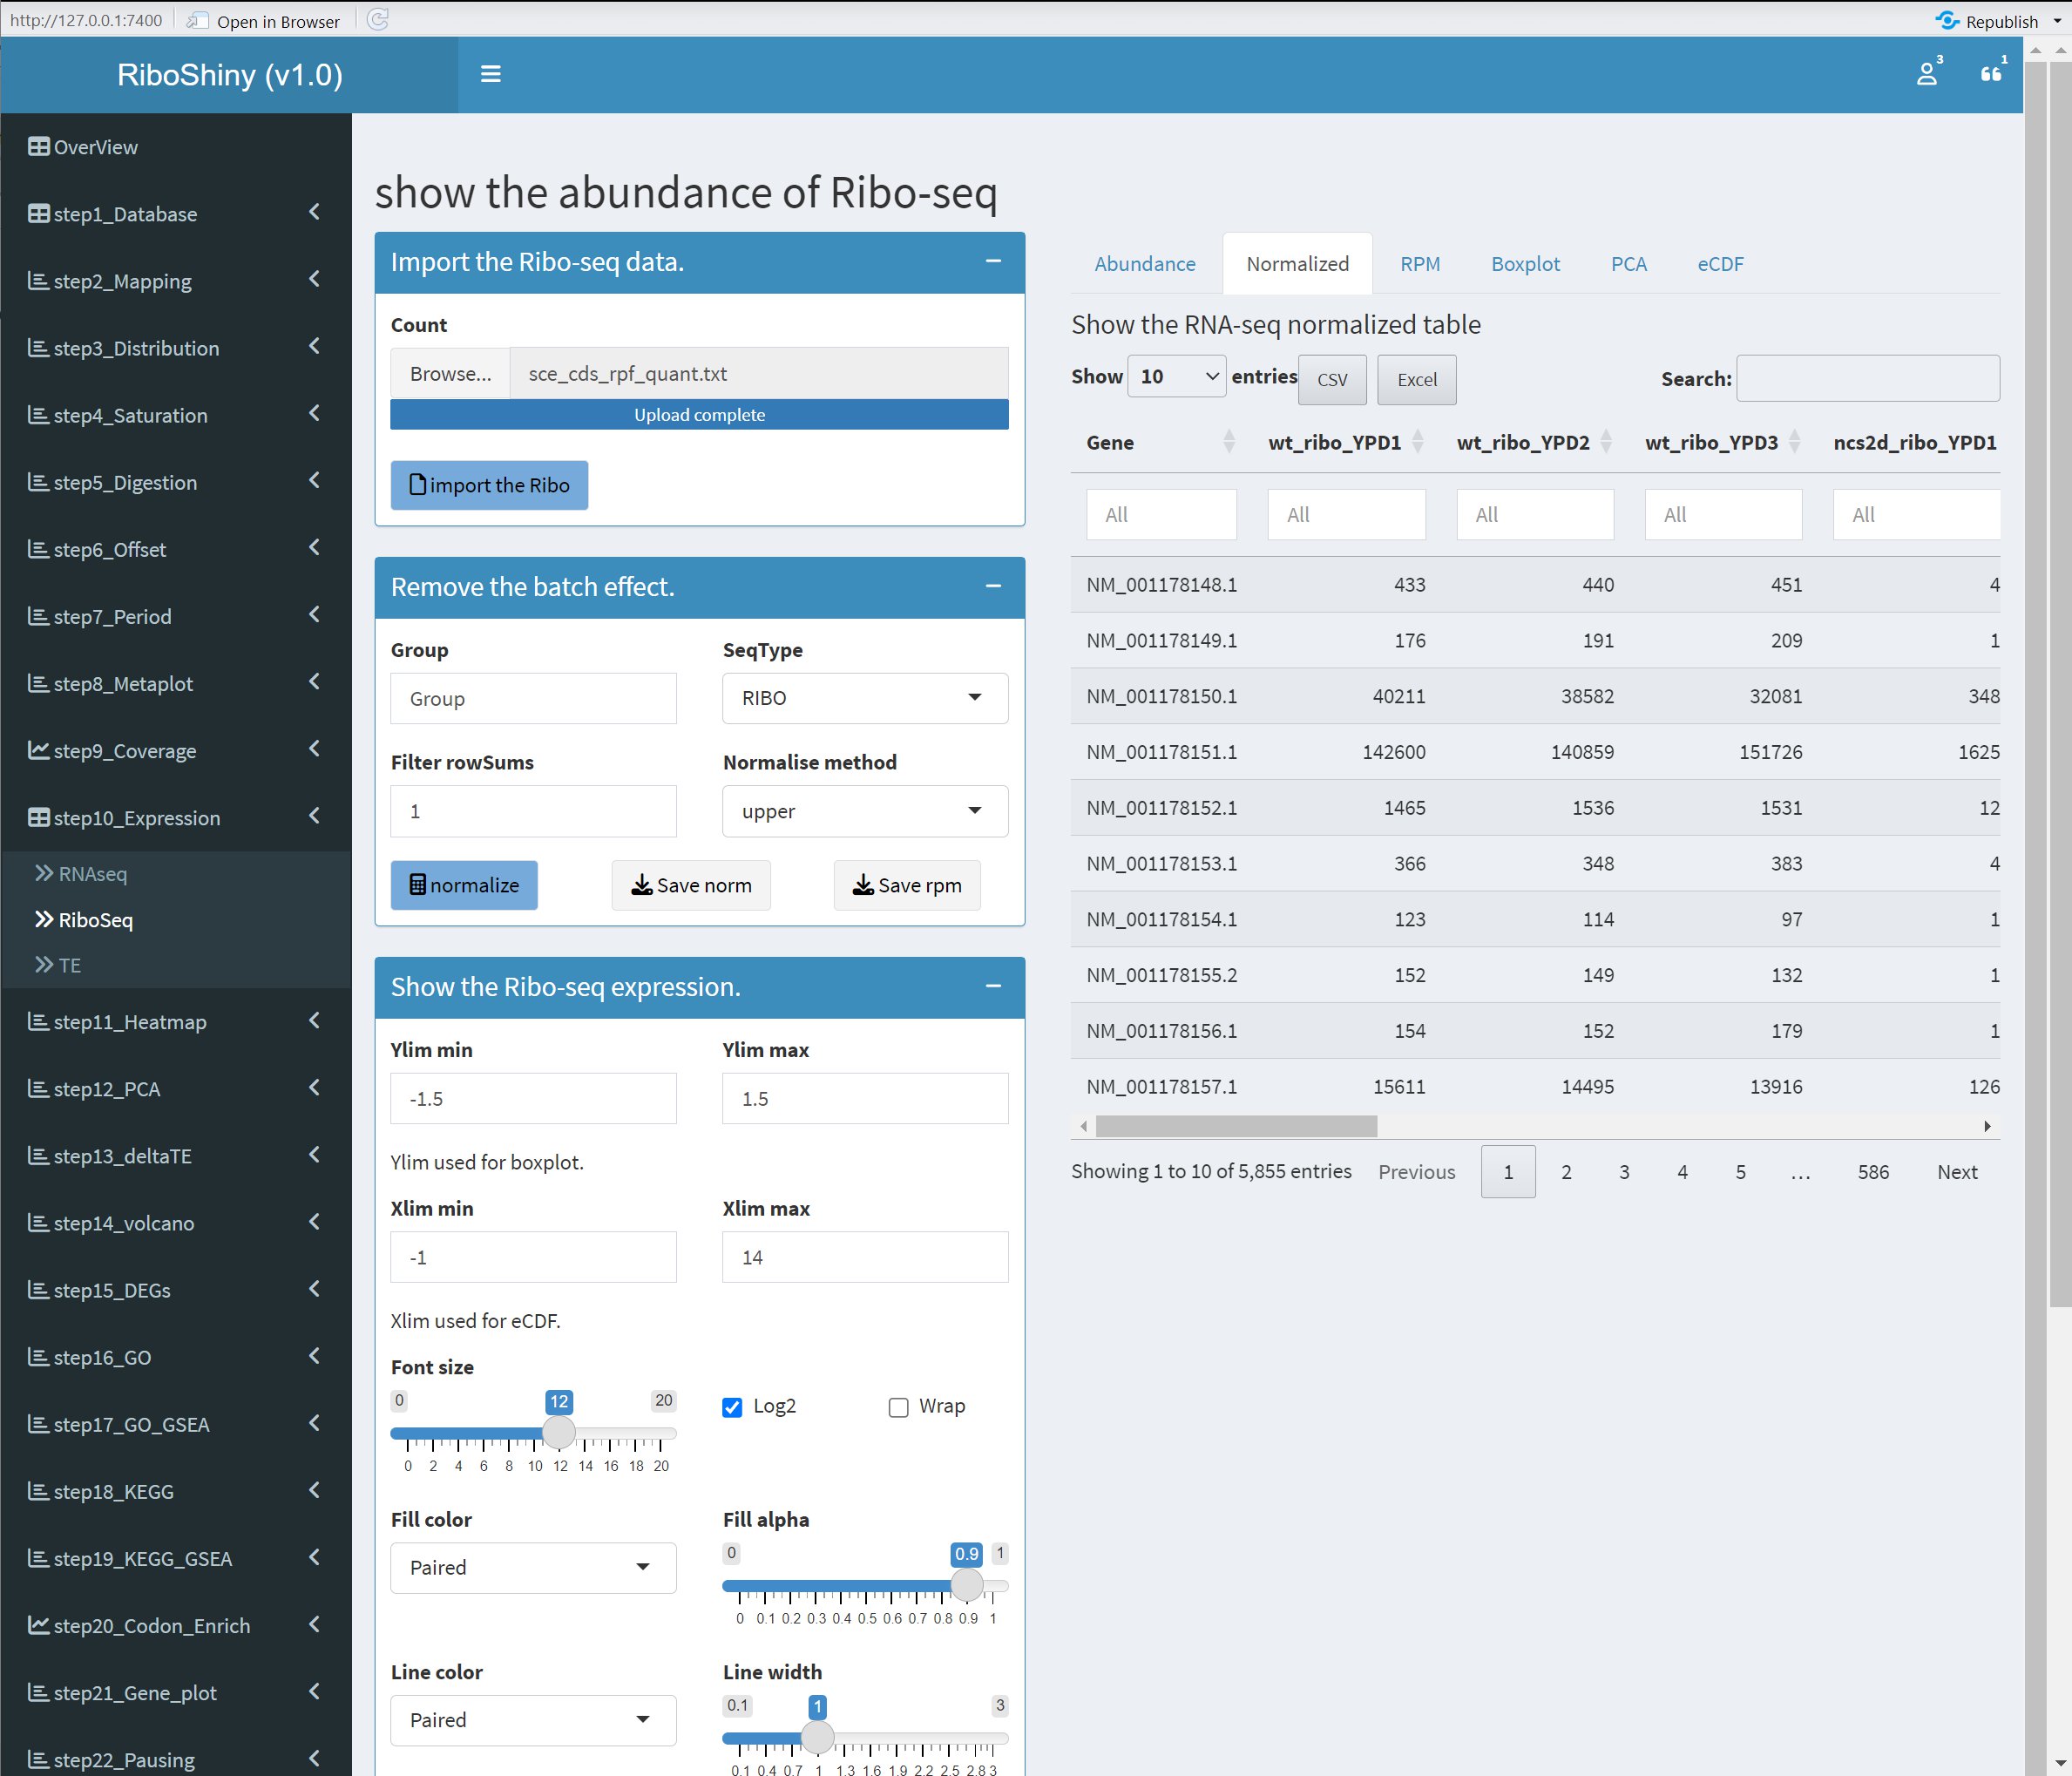 http://127.0.0.1:7400 Open in Browser Republish
RiboShiny (v1.0) 3 1
OverView
step1_Database
step2_Mapping
step3_Distribution
step4_Saturation
step5_Digestion
step6_Offset
step7_Period
step8_Metaplot
step9_Coverage
step10_Expression
RNAseq
RiboSeq
TE
step11_Heatmap
step12_PCA
step13_deltaTE
step14_volcano
step15_DEGs
step16_GO
step17_GO_GSEA
step18_KEGG
step19_KEGG_GSEA
step20_Codon_Enrich
step21_Gene_plot
step22_Pausing
show the abundance of Ribo-seq
Import the Ribo-seq data.
Count
Browse... sce_cds_rpf_quant.txt
Upload complete
import the Ribo
Remove the batch effect.
Group SeqType
Group RIBO
Filter rowSums Normalise method
1 upper
normalize Save norm Save rpm
Show the Ribo-seq expression.
Ylim min Ylim max
-1.5 1.5
Ylim used for boxplot.
Xlim min Xlim max
-1 14
Xlim used for eCDF.
Font size
0 12 20 Log2 Wrap
0 2 4 6 8 10 12 14 16 18 20
Fill color Fill alpha
Paired 0 0.9 1
0 0.1 0.2 0.3 0.4 0.5 0.6 0.7 0.8 0.9 1
Line color Line width
Paired 0.1 1 3
0.1 0.4 0.7 1 1.3 1.6 1.9 2.2 2.5 2.8 3
Abundance Normalized RPM Boxplot PCA eCDF
Show the RNA-seq normalized table
Show 10 entries CSV Excel Search:
Gene wt_ribo_YPD1 wt_ribo_YPD2 wt_ribo_YPD3 ncs2d_ribo_YPD1
All All All All All
NM_001178148.1 433 440 451 4
NM_001178149.1 176 191 209 1
NM_001178150.1 40211 38582 32081 348
NM_001178151.1 142600 140859 151726 1625
NM_001178152.1 1465 1536 1531 12
NM_001178153.1 366 348 383 4
NM_001178154.1 123 114 97 1
NM_001178155.2 152 149 132 1
NM_001178156.1 154 152 179 1
NM_001178157.1 15611 14495 13916 126
Showing 1 to 10 of 5,855 entries Previous 1 2 3 4 5 … 586 Next